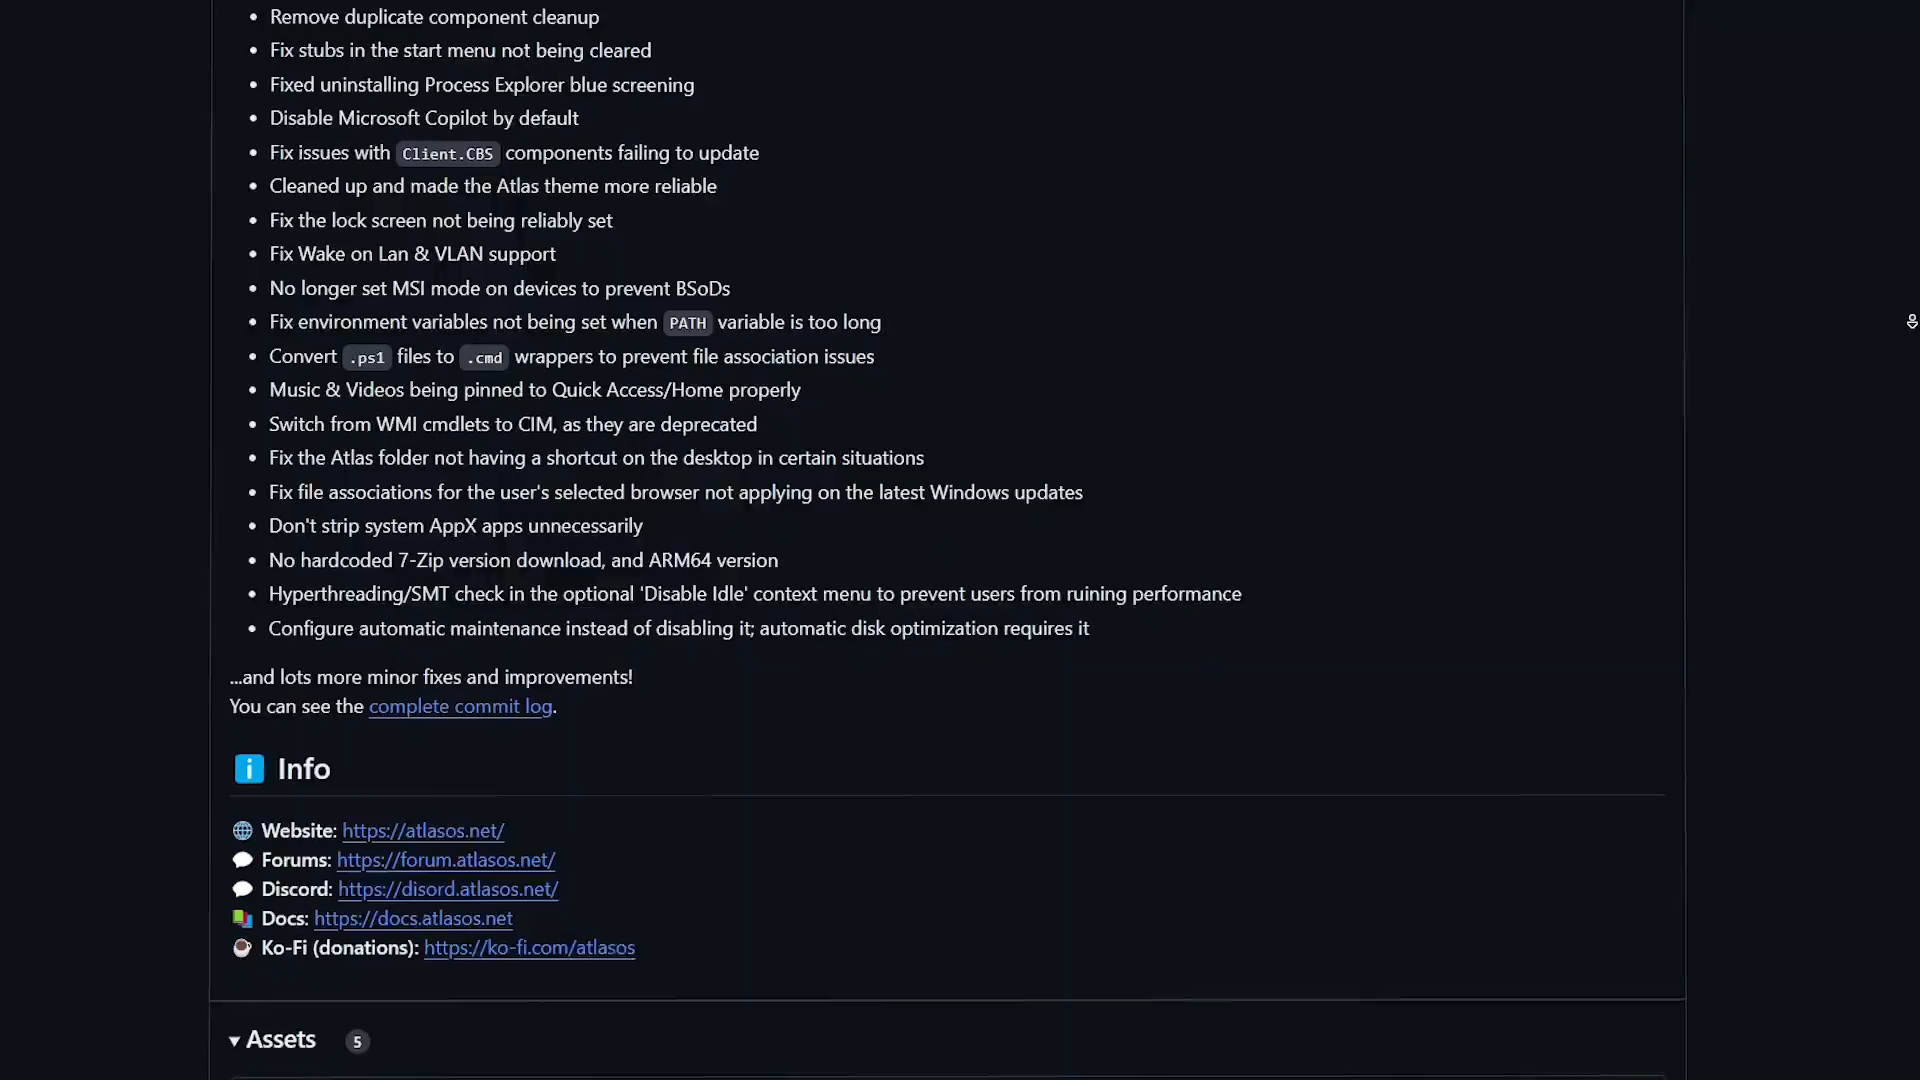 Remove duplicate component cleanup
Fix stubs in the start menu not being cleared
Fixed uninstalling Process Explorer blue screening
Disable Microsoft Copilot by default
Fix issues with Client.CBS components failing to update
Cleaned up and made the Atlas theme more reliable
Fix the lock screen not being reliably set
Fix Wake on Lan & VLAN support
No longer set MSI mode on devices to prevent BSoDs
Fix environment variables not being set when PATH variable is too long
Convert .ps1 files to .cmd wrappers to prevent file association issues
Music & Videos being pinned to Quick Access/Home properly
Switch from WMI cmdlets to CIM, as they are deprecated
Fix the Atlas folder not having a shortcut on the desktop in certain situations
Fix file associations for the user's selected browser not applying on the latest Windows updates
Don't strip system AppX apps unnecessarily
No hardcoded 7-Zip version download, and ARM64 version
Hyperthreading/SMT check in the optional 'Disable Idle' context menu to prevent users from ruining performance
Configure automatic maintenance instead of disabling it; automatic disk optimization requires it
...and lots more minor fixes and improvements!
You can see the complete commit log.
Info
Website: https://atlasos.net/
Forums: https://forum.atlasos.net/
Discord: https://disord.atlasos.net/
Docs: https://docs.atlasos.net
Ko-Fi (donations): https://ko-fi.com/atlasos
Assets 5